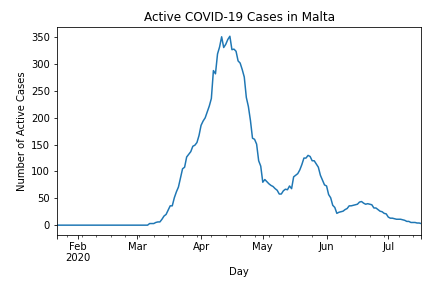 Active COVID-19 Cases in Malta
350
300
250
200
150
100
50
0
Number of Active Cases
Feb
2020
Mar
Apr
May
Jun
Jul
Day